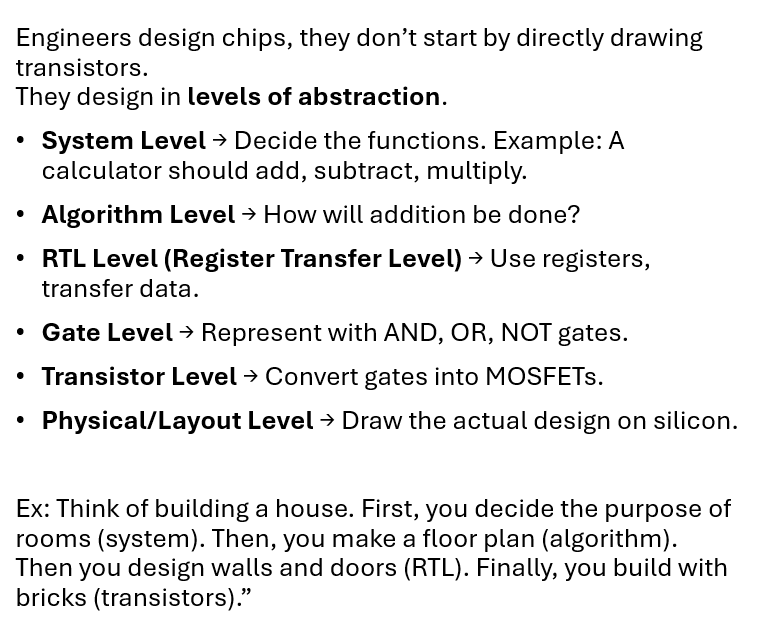 Engineers design chips, they don’t start by directly drawing
transistors.
They design in levels of abstraction.
• System Level → Decide the functions. Example: A
calculator should add, subtract, multiply.
• Algorithm Level → How will addition be done?
• RTL Level (Register Transfer Level) → Use registers,
transfer data.
• Gate Level → Represent with AND, OR, NOT gates.
• Transistor Level → Convert gates into MOSFETs.
• Physical/Layout Level → Draw the actual design on silicon.
Ex: Think of building a house. First, you decide the purpose of
rooms (system). Then, you make a floor plan (algorithm).
Then you design walls and doors (RTL). Finally, you build with
bricks (transistors).”